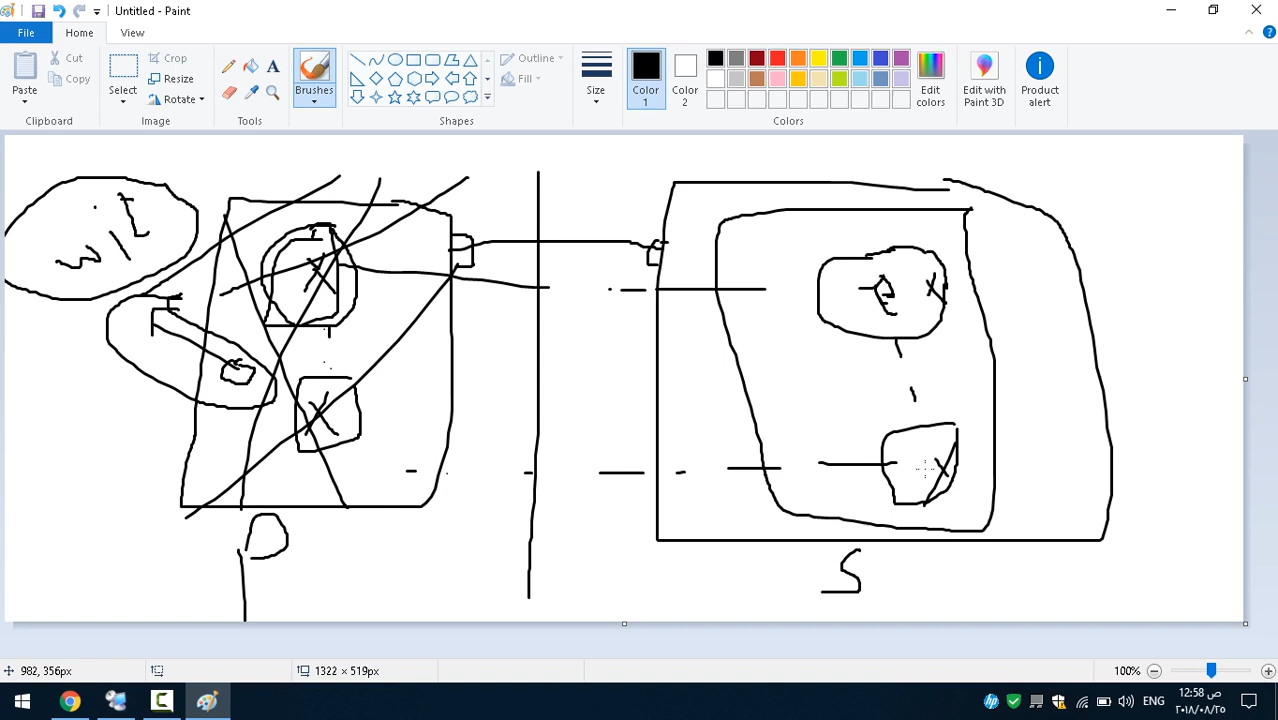 Untitled - Paint
File
Home
View
Paste
Cut
Copy
Clipboard
Select
Crop
Resize
Rotate
Image
Tools
Brushes
Shapes
Outline
Fill
Size
Color
1
Color
2
Edit
colors
Colors
Edit with
Paint 3D
Product
alert
P
S
982, 356px
1322 × 519px
100%
ENG
12:58 ص
٢٠١٨/٠٨/٢٥